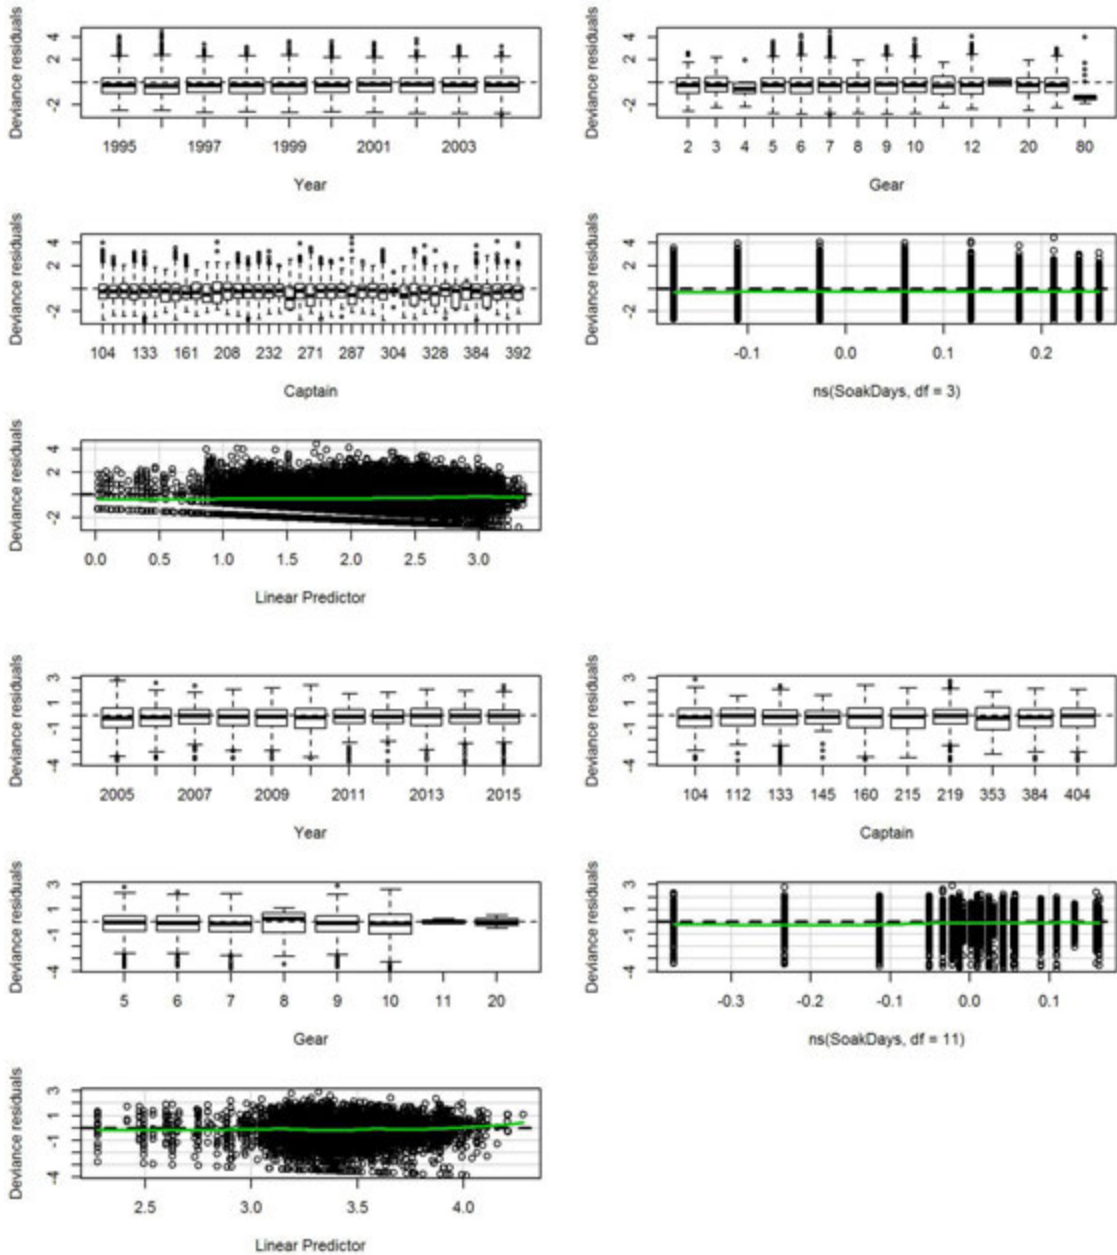 Deviance residuals
4
2
-2
1995 1997 1999 2001 2003
Year
Deviance residuals
4
2
-2
2 3 4 5 6 7 8 9 10 12 20 80
Gear
Deviance residuals
4
2
-2
104 133 161 208 232 271 287 304 328 384 392
Captain
Deviance residuals
4
2
-2
-0.1 0.0 0.1 0.2
ns(SoakDays, df = 3)
Deviance residuals
4
2
-2
0.0 0.5 1.0 1.5 2.0 2.5 3.0
Linear Predictor
Deviance residuals
3
1
-1
-4
2005 2007 2009 2011 2013 2015
Year
Deviance residuals
3
1
-1
-4
104 112 133 145 160 215 219 353 384 404
Captain
Deviance residuals
3
1
-1
-4
5 6 7 8 9 10 11 20
Gear
Deviance residuals
3
1
-1
-4
-0.3 -0.2 -0.1 0.0 0.1
ns(SoakDays, df = 11)
Deviance residuals
3
1
-1
-4
2.5 3.0 3.5 4.0
Linear Predictor